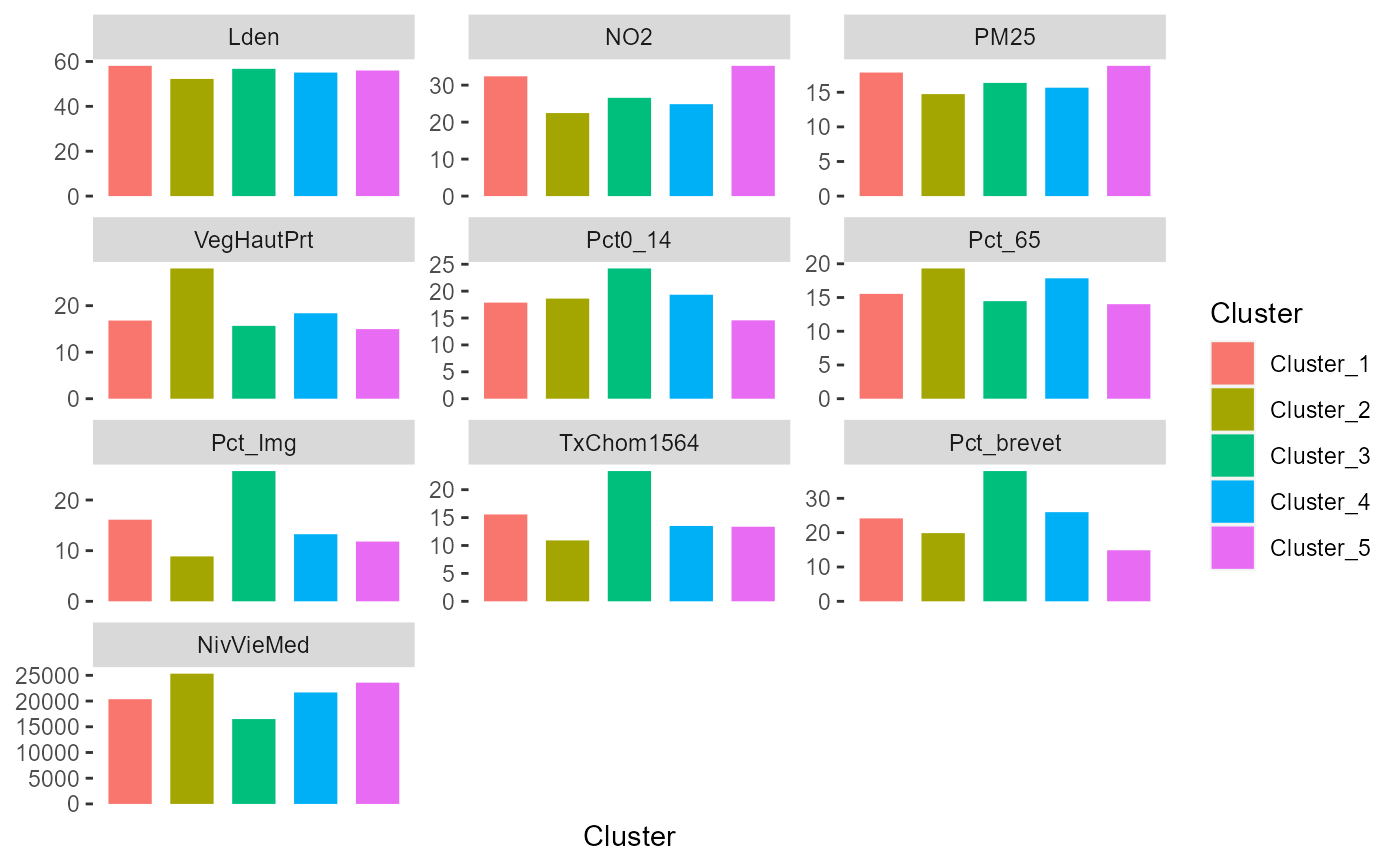 Lden
NO2
PM25
60
40
20
0
30
20
10
0
15
10
5
0
VegHautPrt
Pct0_14
Pct_65
20
10
0
25
20
15
10
5
0
20
15
10
5
0
Pct_Img
TxChom1564
Pct_brevet
20
10
0
20
15
10
5
0
30
20
10
0
NivVieMed
25000
20000
15000
10000
5000
0
Cluster
Cluster
Cluster_1
Cluster_2
Cluster_3
Cluster_4
Cluster_5